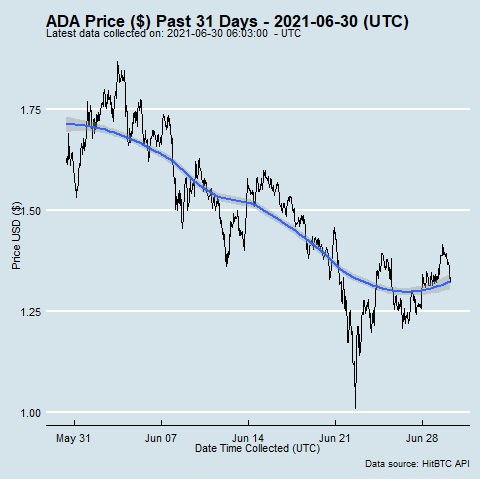 ADA Price ($) Past 31 Days - 2021-06-30 (UTC)
Latest data collected on: 2021-06-30 06:03:00 - UTC
Price USD ($)
1.75
1.50
1.25
1.00
May 31 Jun 07 Jun 14 Jun 21 Jun 28
Date Time Collected (UTC)
Data source: HitBTC API